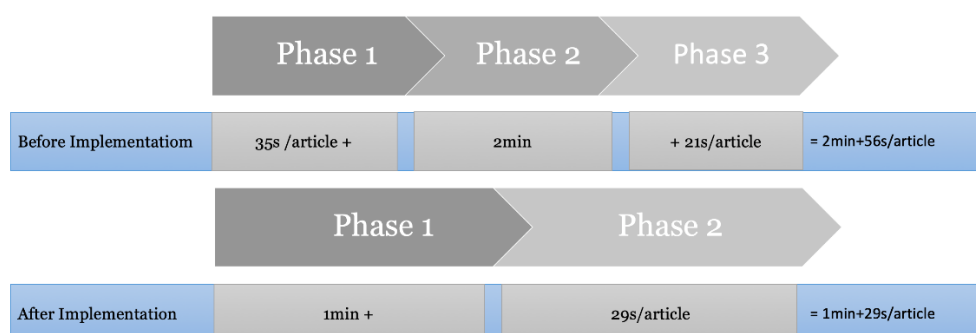 Phase 1 Phase 2 Phase 3
Before Implementatiom 35s /article + 2min + 21s/article = 2min+56s/article
Phase 1 Phase 2
After Implementation 1min + 29s/article = 1min+29s/article